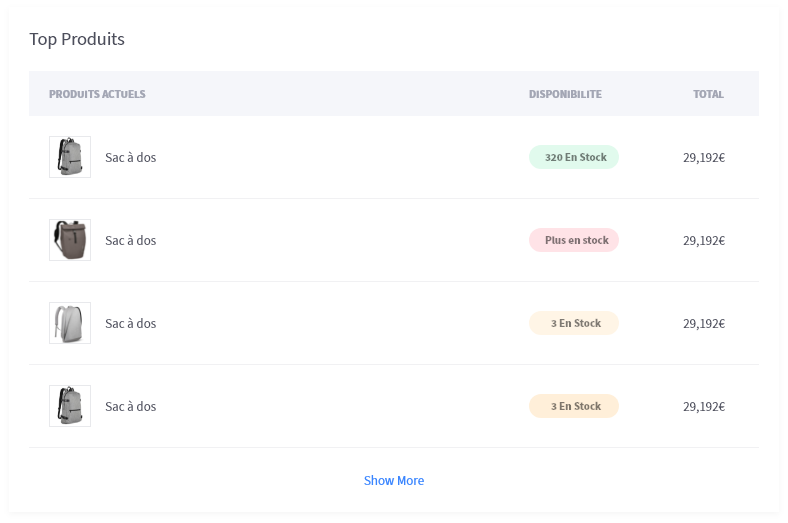 Top Produits
PRODUITS ACTUELS DISPONIBILITE TOTAL
Sac à dos 320 En Stock 29,192€
Sac à dos Plus en stock 29,192€
Sac à dos 3 En Stock 29,192€
Sac à dos 3 En Stock 29,192€
Show More